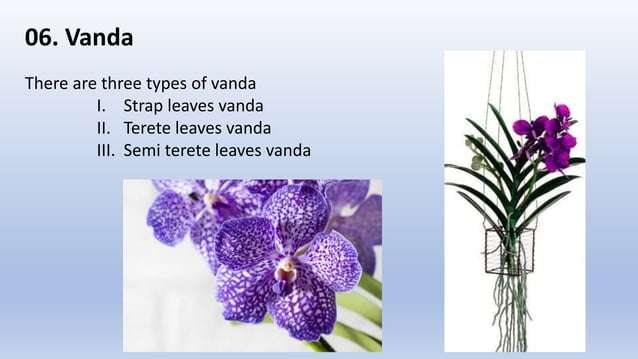 06. Vanda
There are three types of vanda
I. Strap leaves vanda
II. Terete leaves vanda
III. Semi terete leaves vanda